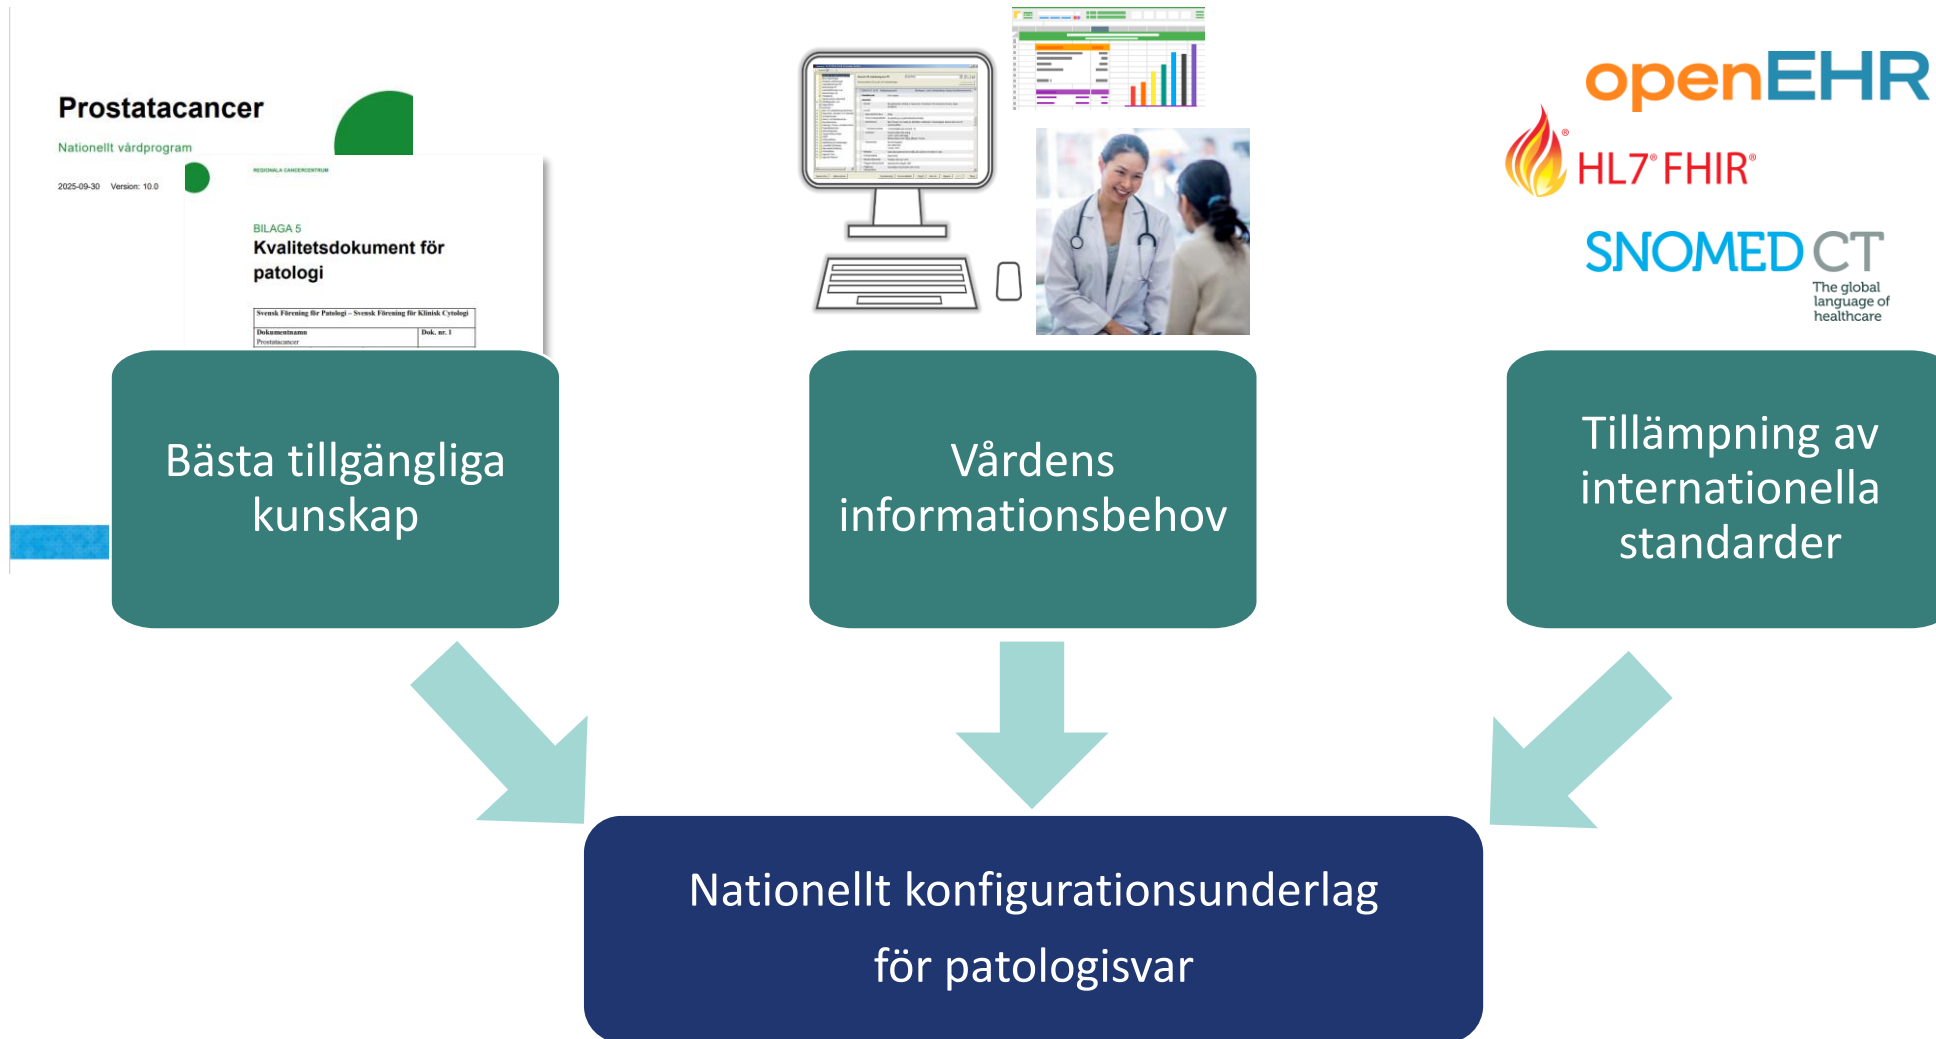 Prostatacancer
Nationellt vårdprogram
2025-09-30 Version: 10.0
REGIONALA CANCERCENTRUM
BILAGA 5
Kvalitetsdokument för
patologi
Svensk Förening för Patologi – Svensk Förening för Klinisk Cytologi
Dokumentnamn Dok. nr. 1
Prostatacancer
openEHR
HL7® FHIR®
SNOMED CT
The global
language of
healthcare
Bästa tillgängliga
kunskap
Vårdens
informationsbehov
Tillämpning av
internationella
standarder
Nationellt konfigurationsunderlag
för patologisvar